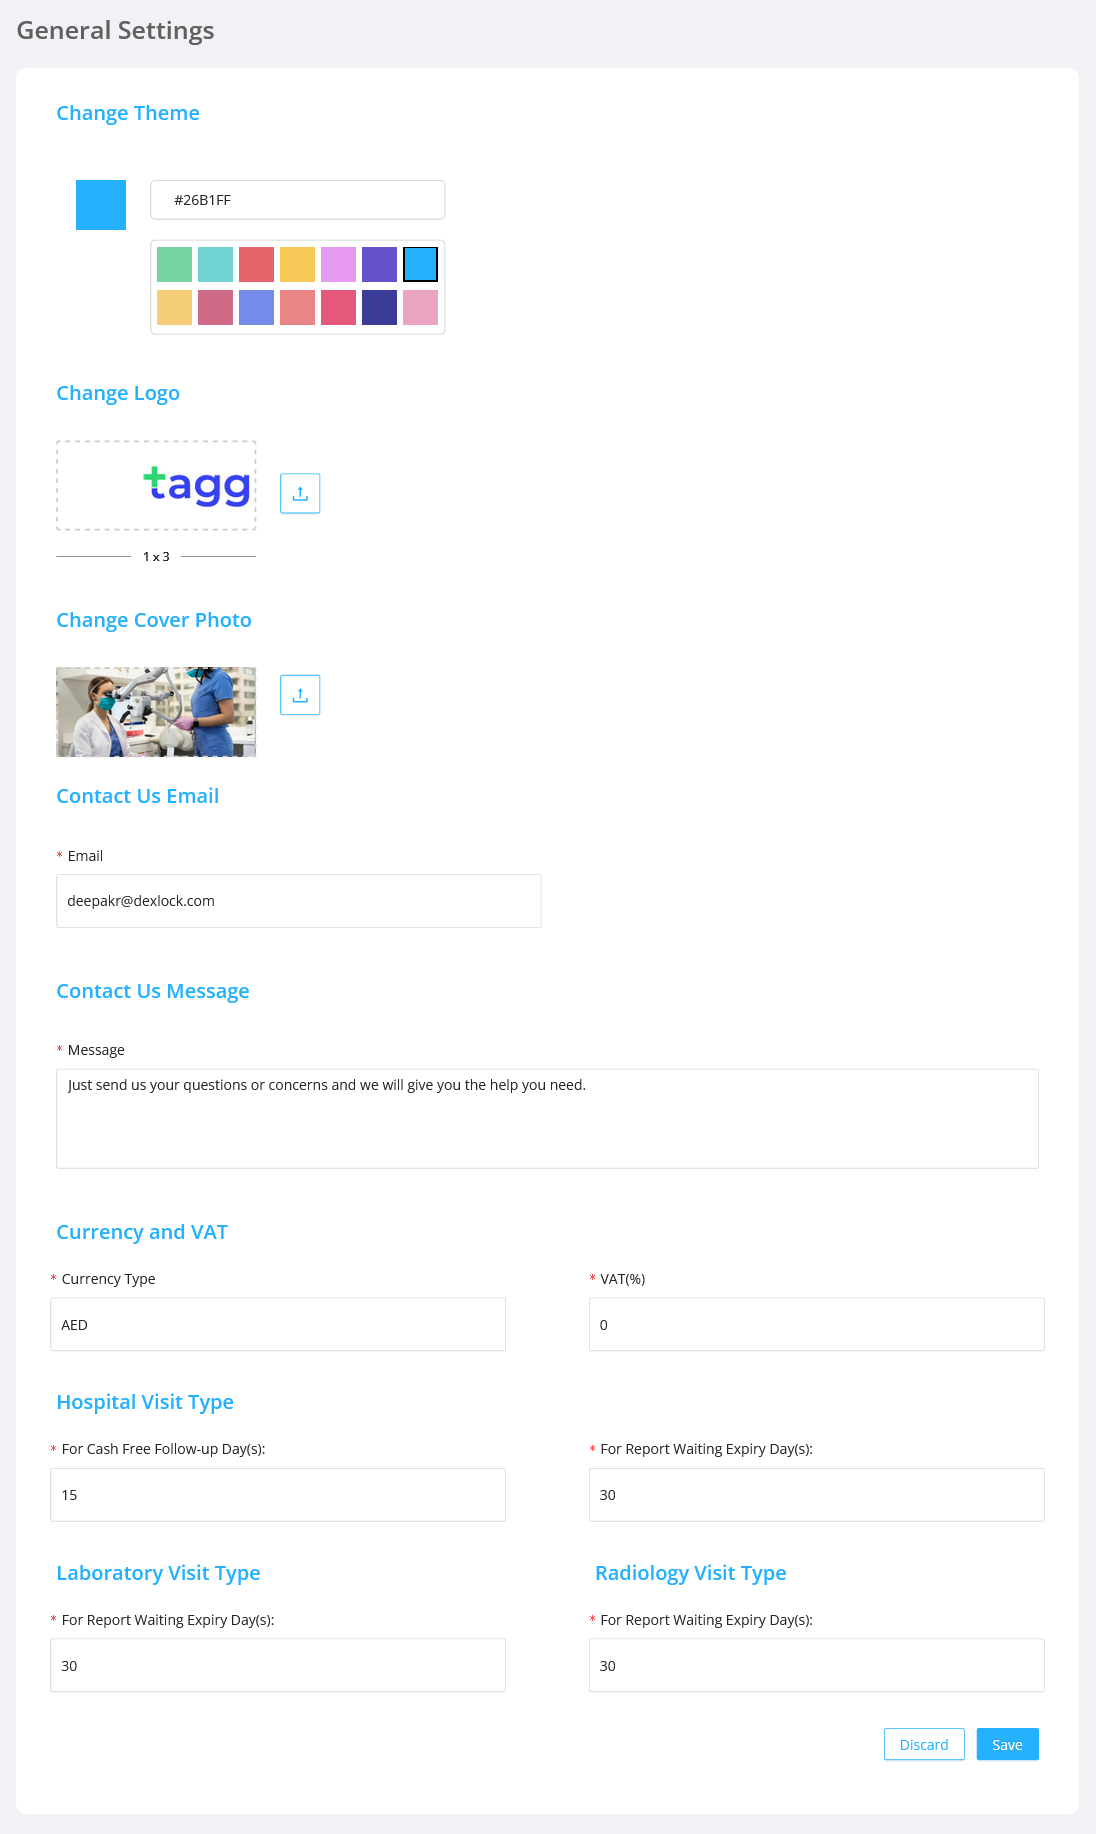 General Settings
Change Theme
#26B1FF
Change Logo
tagg
1 x 3
Change Cover Photo
Contact Us Email
* Email
deepakr@dexlock.com
Contact Us Message
* Message
Just send us your questions or concerns and we will give you the help you need.
Currency and VAT
* Currency Type
* VAT(%)
AED
0
Hospital Visit Type
* For Cash Free Follow-up Day(s):
* For Report Waiting Expiry Day(s):
15
30
Laboratory Visit Type
Radiology Visit Type
* For Report Waiting Expiry Day(s):
* For Report Waiting Expiry Day(s):
30
30
Discard
Save